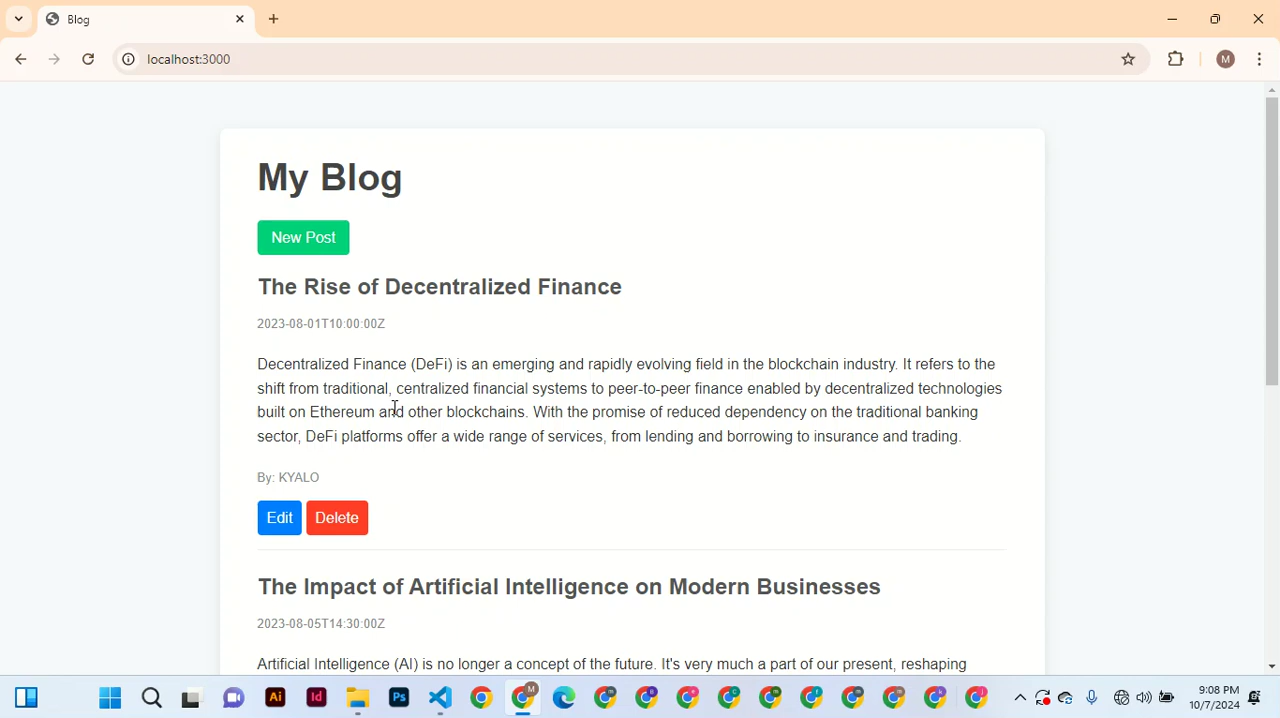 Blog
localhost:3000
M
My Blog
New Post
The Rise of Decentralized Finance
2023-08-01T10:00:00Z
Decentralized Finance (DeFi) is an emerging and rapidly evolving field in the blockchain industry. It refers to the
shift from traditional, centralized financial systems to peer-to-peer finance enabled by decentralized technologies
built on Ethereum and other blockchains. With the promise of reduced dependency on the traditional banking
sector, DeFi platforms offer a wide range of services, from lending and borrowing to insurance and trading.
By: KYALO
Edit Delete
The Impact of Artificial Intelligence on Modern Businesses
2023-08-05T14:30:00Z
Artificial Intelligence (AI) is no longer a concept of the future. It's very much a part of our present, reshaping
Ai Id Ps M
9:08 PM
10/7/2024